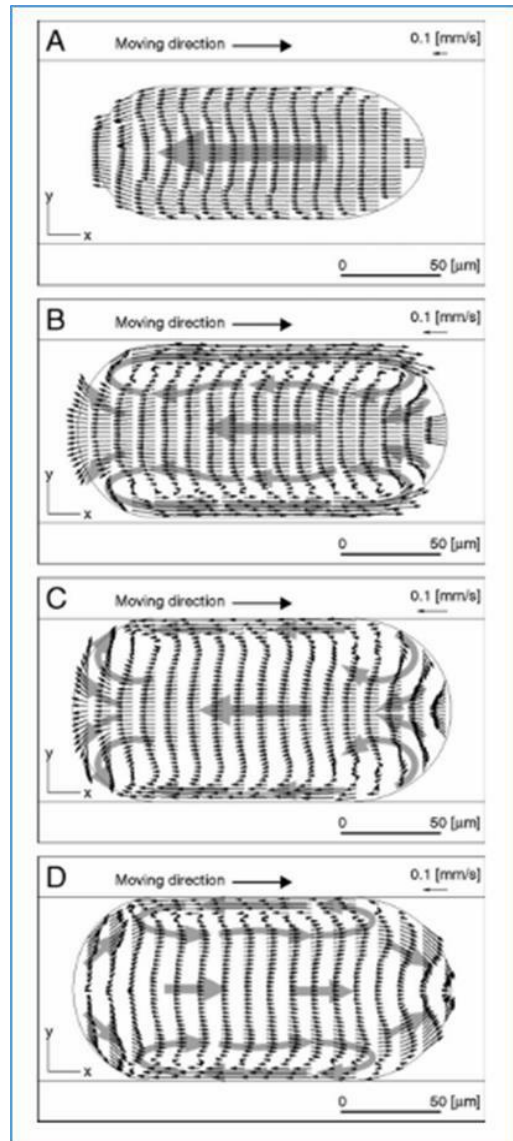 A
Moving direction
0.1 [mm/s]
y
x
0 50 [μm]
B
Moving direction
0.1 [mm/s]
y
x
0 50 [μm]
C
Moving direction
0.1 [mm/s]
y
x
0 50 [μm]
D
Moving direction
0.1 [mm/s]
y
x
0 50 [μm]